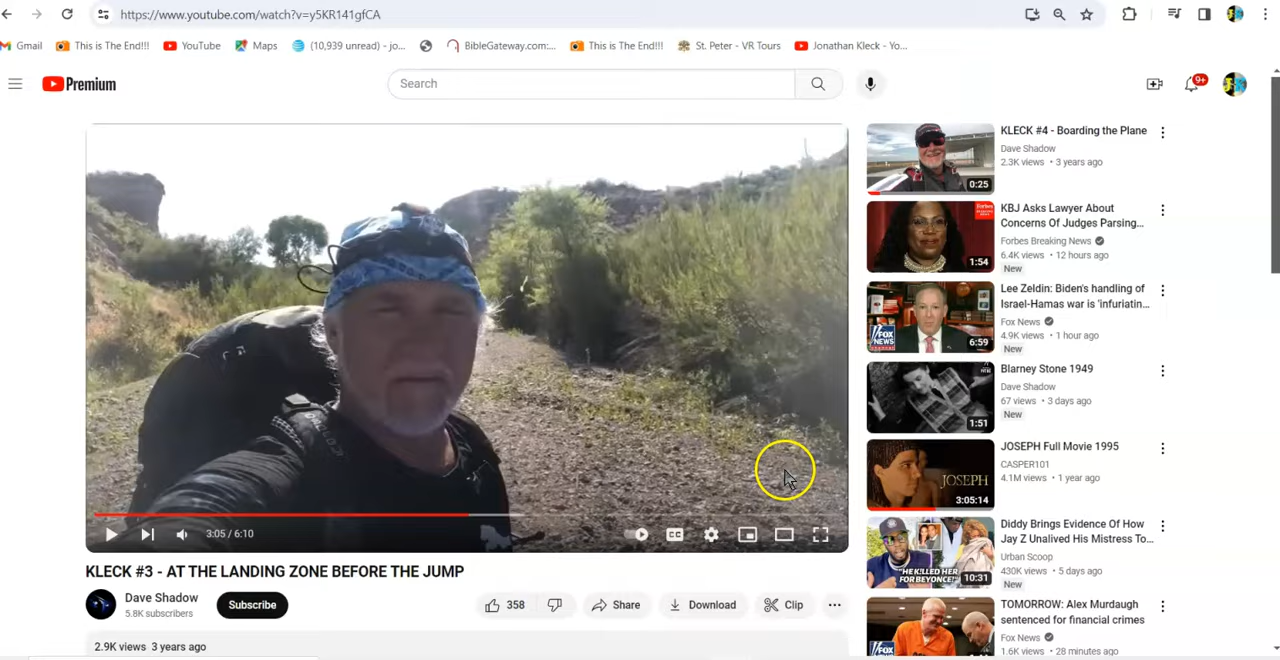 https://www.youtube.com/watch?v=y5KR141gfCA
Gmail
This is The End!!!
YouTube
Maps
(10,939 unread) - jo...
BibleGateway.com:...
This is The End!!!
St. Peter - VR Tours
Jonathan Kleck - Yo...
Premium
Search
9+
3:05 / 6:10
CC
KLECK #3 - AT THE LANDING ZONE BEFORE THE JUMP
Dave Shadow
5.8K subscribers
Subscribe
358
Share
Download
Clip
2.9K views 3 years ago
KLECK #4 - Boarding the Plane
Dave Shadow
2.3K views • 3 years ago
0:25
KBJ Asks Lawyer About
Concerns Of Judges Parsing...
Forbes Breaking News
6.4K views • 12 hours ago
New
1:54
Lee Zeldin: Biden's handling of
Israel-Hamas war is 'infuriatin...
Fox News
4.9K views • 1 hour ago
New
FOX
NEWS
6:59
Blarney Stone 1949
Dave Shadow
67 views • 3 days ago
New
1:51
JOSEPH Full Movie 1995
CASPER101
4.1M views • 1 year ago
JOSEPH
3:05:14
Diddy Brings Evidence Of How
Jay Z Unalived His Mistress To...
Urban Scoop
430K views • 5 days ago
New
"HE K!LLED HER
FOR BEYONCE!"
10:31
TOMORROW: Alex Murdaugh
sentenced for financial crimes
Fox News
1.6K views • 28 minutes ago
FOX